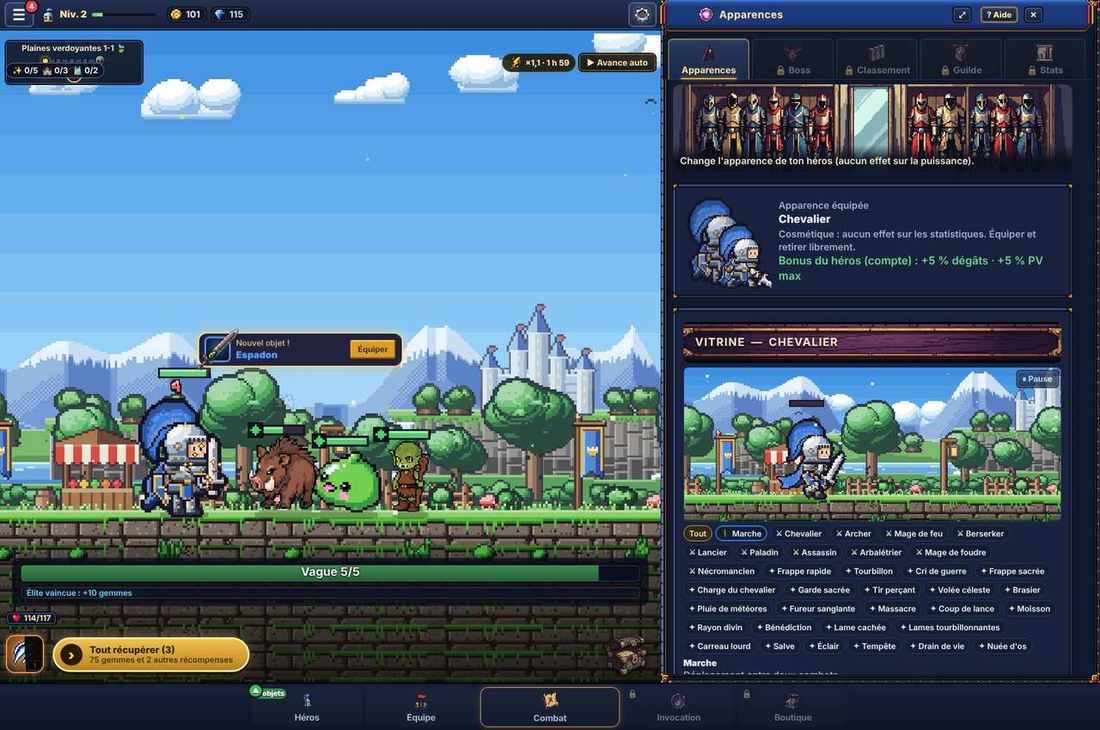 4
Niv. 2
101
115
Plaines verdoyantes 1-1
0/5 0/3 0/2
×1,1 · 1 h 59
Avance auto
Nouvel objet !
Espadon
Équiper
Vague 5/5
Élite vaincue : +10 gemmes
114/117
Tout récupérer (3)
75 gemmes et 2 autres récompenses
objets
Héros
Équipe
Combat
Invocation
Boutique
Apparences
? Aide
Apparences
Boss
Classement
Guilde
Stats
Change l'apparence de ton héros (aucun effet sur la puissance).
Apparence équipée
Chevalier
Cosmétique : aucun effet sur les statistiques. Équiper et
retirer librement.
Bonus du héros (compte) : +5 % dégâts · +5 % PV
max
VITRINE — CHEVALIER
Pause
Tout Marche Chevalier Archer Mage de feu Berserker
Lancier Paladin Assassin Arbalétrier Mage de foudre
Nécromancien Frappe rapide Tourbillon Cri de guerre Frappe sacrée
Charge du chevalier Garde sacrée Tir perçant Volée céleste Brasier
Pluie de météores Fureur sanglante Massacre Coup de lance Moisson
Rayon divin Bénédiction Lame cachée Lames tourbillonnantes
Carreau lourd Salve Éclair Tempête Drain de vie Nuée d'os
Marche